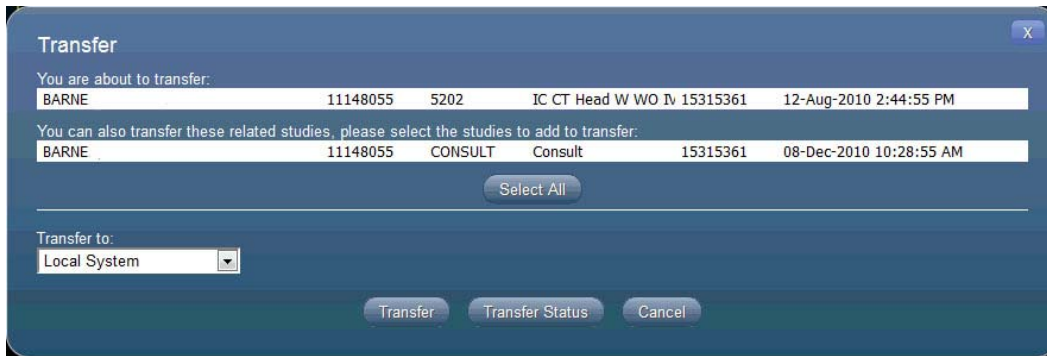 X
Transfer
You are about to transfer:
BARNE 11148055 5202 IC CT Head W WO IV 15315361 12-Aug-2010 2:44:55 PM
You can also transfer these related studies, please select the studies to add to transfer:
BARNE 11148055 CONSULT Consult 15315361 08-Dec-2010 10:28:55 AM
Select All
Transfer to:
Local System
Transfer Transfer Status Cancel